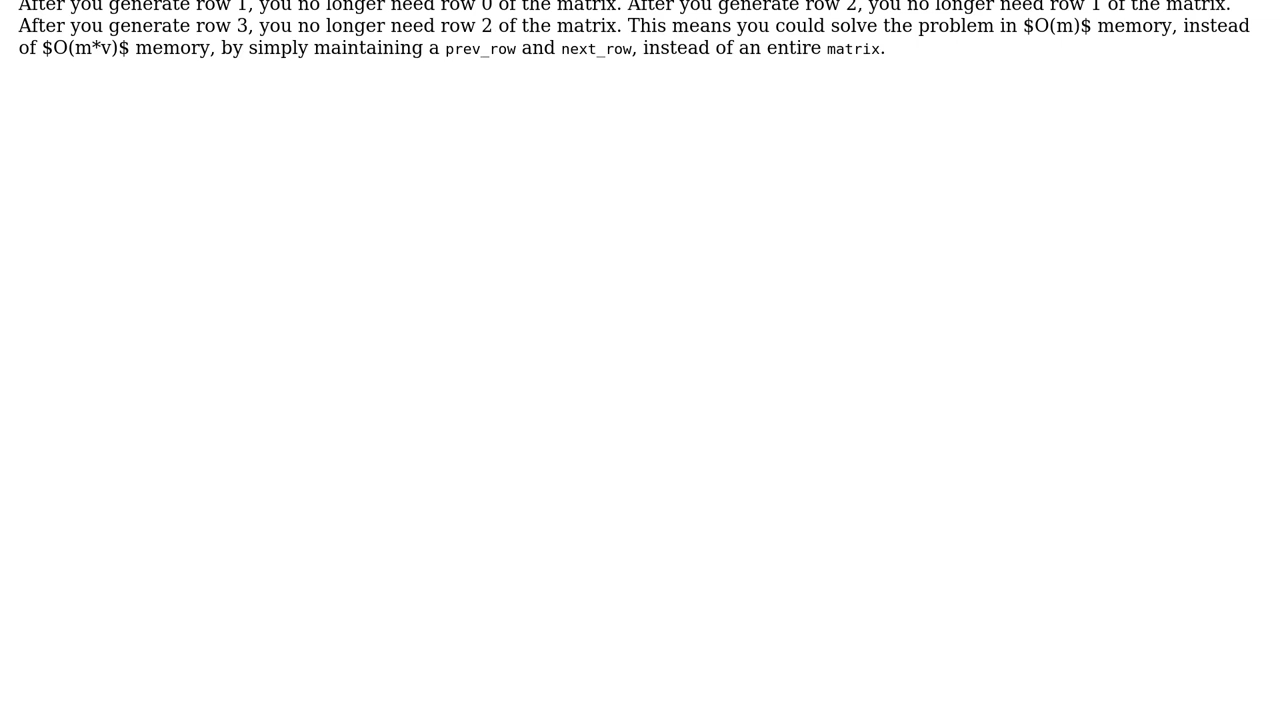 After you generate row 1, you no longer need row 0 of the matrix. After you generate row 2, you no longer need row 1 of the matrix.
After you generate row 3, you no longer need row 2 of the matrix. This means you could solve the problem in $O(m)$ memory, instead
of $O(m*v)$ memory, by simply maintaining a prev_row and next_row, instead of an entire matrix.